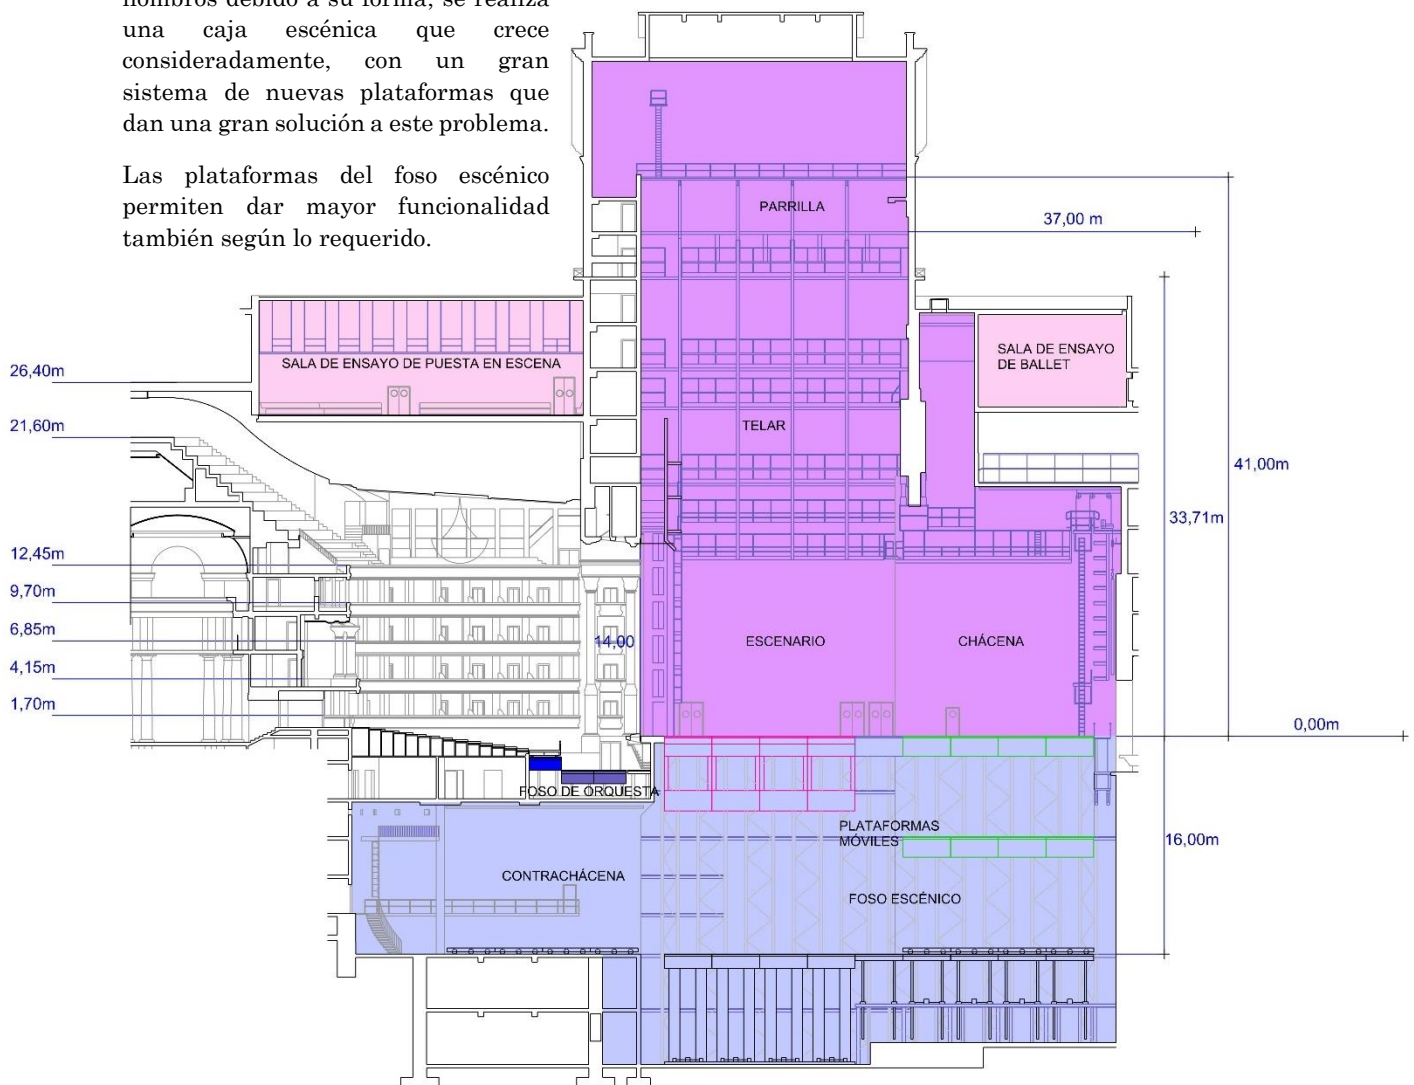 hombros debido a su forma, se realiza
una caja escénica que crece
consideradamente, con un gran
sistema de nuevas plataformas que
dan una gran solución a este problema.
Las plataformas del foso escénico
permiten dar mayor funcionalidad
también según lo requerido.
PARRILLA
37,00 m
SALA DE ENSAYO DE PUESTA EN ESCENA
SALA DE ENSAYO
DE BALLET
26,40m
21,60m
TELAR
41,00m
33,71m
12,45m
9,70m
6,85m
4,15m
1,70m
14,00
ESCENARIO
CHÁCENA
0,00m
FOSO DE ORQUESTA
PLATAFORMAS
MÓVILES
16,00m
CONTRACHÁCENA
FOSO ESCÉNICO